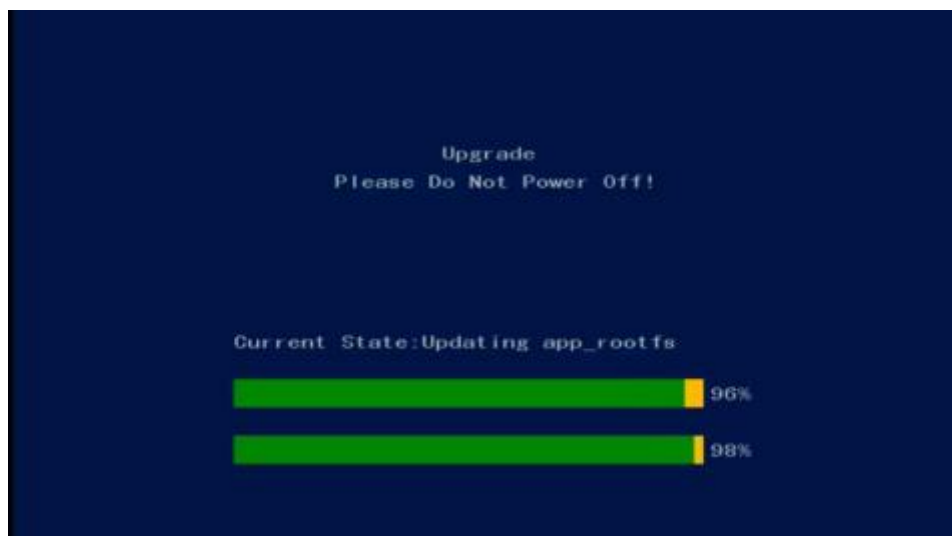 Upgrade
Please Do Not Power Off!
Current State:Updating app_rootfs
96%
98%